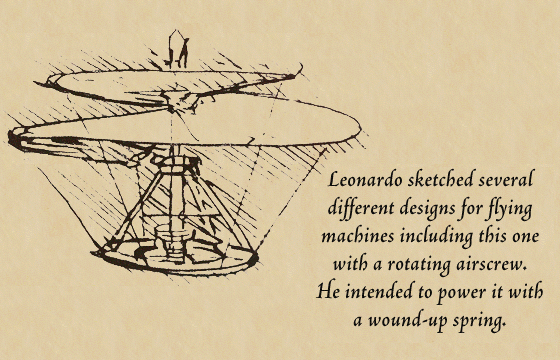 Leonardo sketched several
different designs for flying
machines including this one
with a rotating airscrew.
He intended to power it with
a wound-up spring.